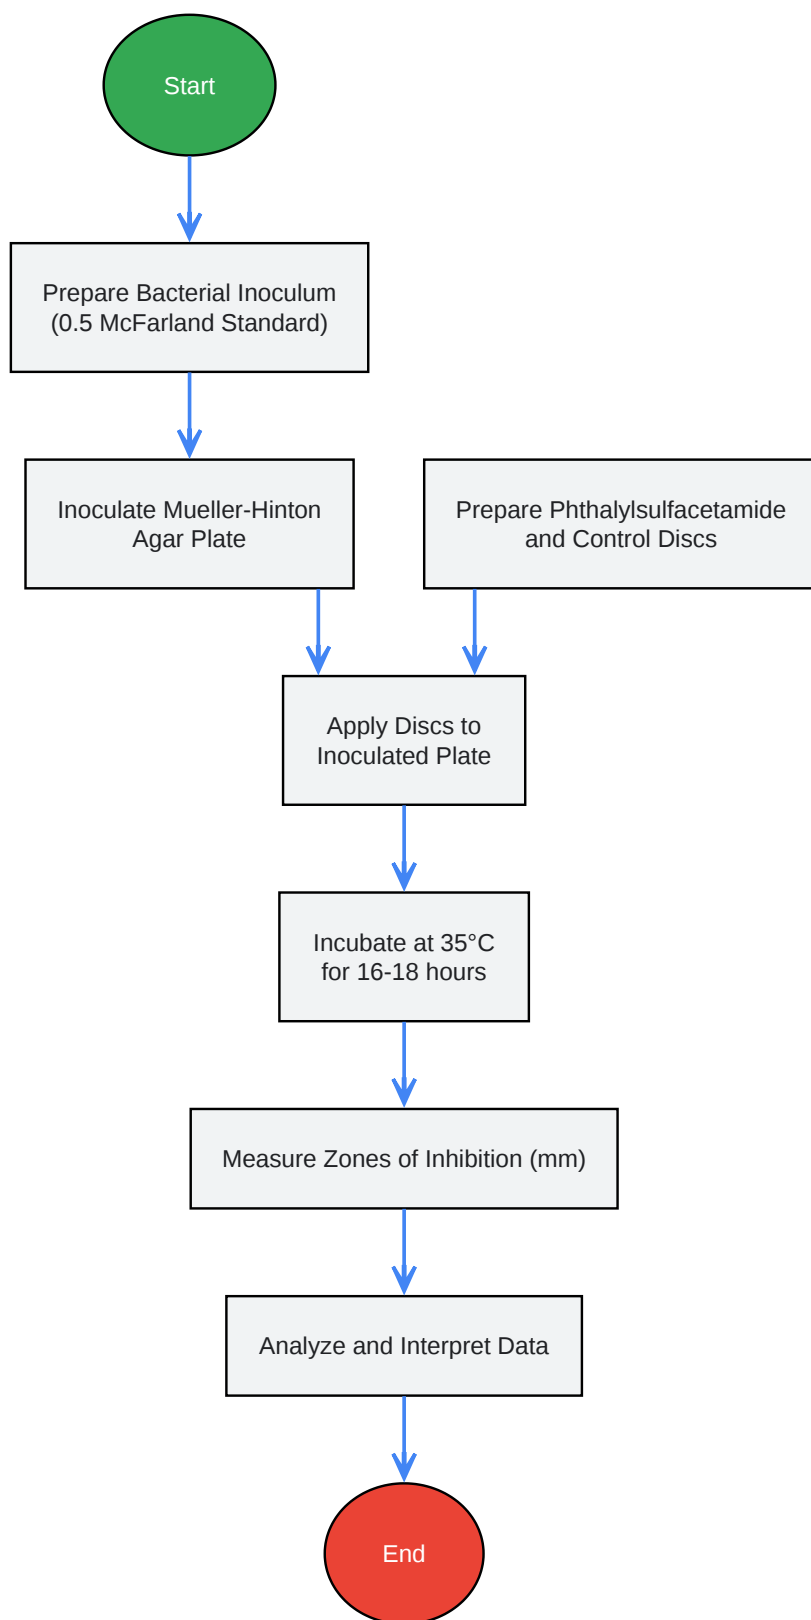 Start
Prepare Bacterial Inoculum
(0.5 McFarland Standard)
Inoculate Mueller-Hinton
Agar Plate
Prepare Phthalylsulfacetamide
and Control Discs
Apply Discs to
Inoculated Plate
Incubate at 35°C
for 16-18 hours
Measure Zones of Inhibition (mm)
Analyze and Interpret Data
End